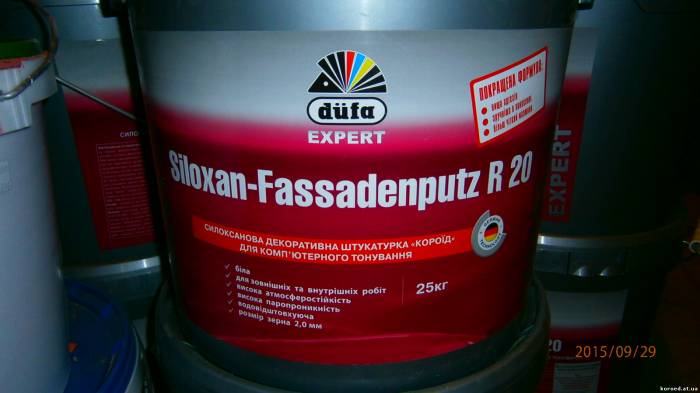 düfa
EXPERT
ПОКРАЩЕНА ФОРМУЛА:
Siloxan-Fassadenputz R 20
СИЛОКСАНОВА ДЕКОРАТИВНА ШТУКАТУРКА «КОРОЇД»
ДЛЯ КОМП'ЮТЕРНОГО ТОНУВАННЯ
біла
для зовнішніх та внутрішніх робіт
висока атмосферостійкість
висока паропроникність
водовідштовхуюча
розмір зерна 2,0 мм
25кг
EXPERT
20
2015/09/29
koroed.at.ua